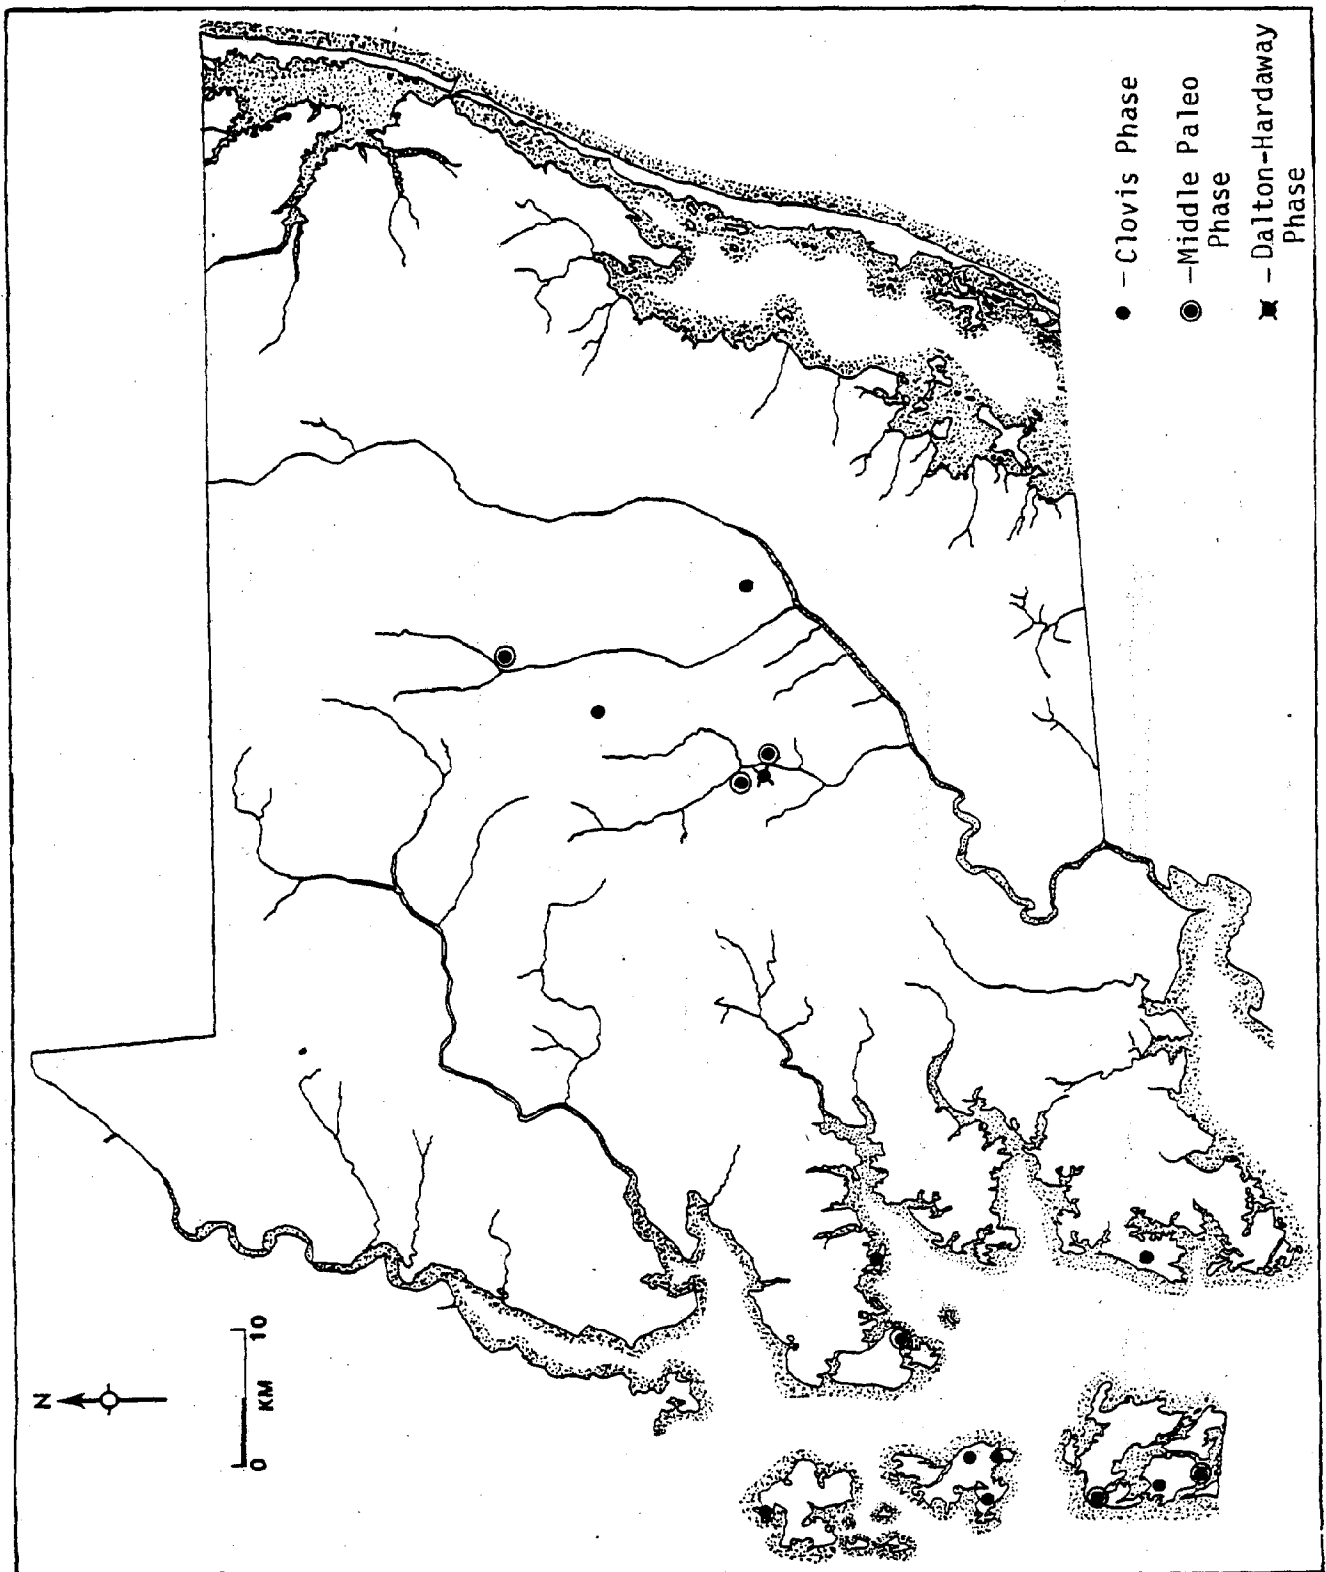 N
0 10
KM
● – Clovis Phase
◉ – Middle Paleo
Phase
✖ – Dalton-Hardaway
Phase